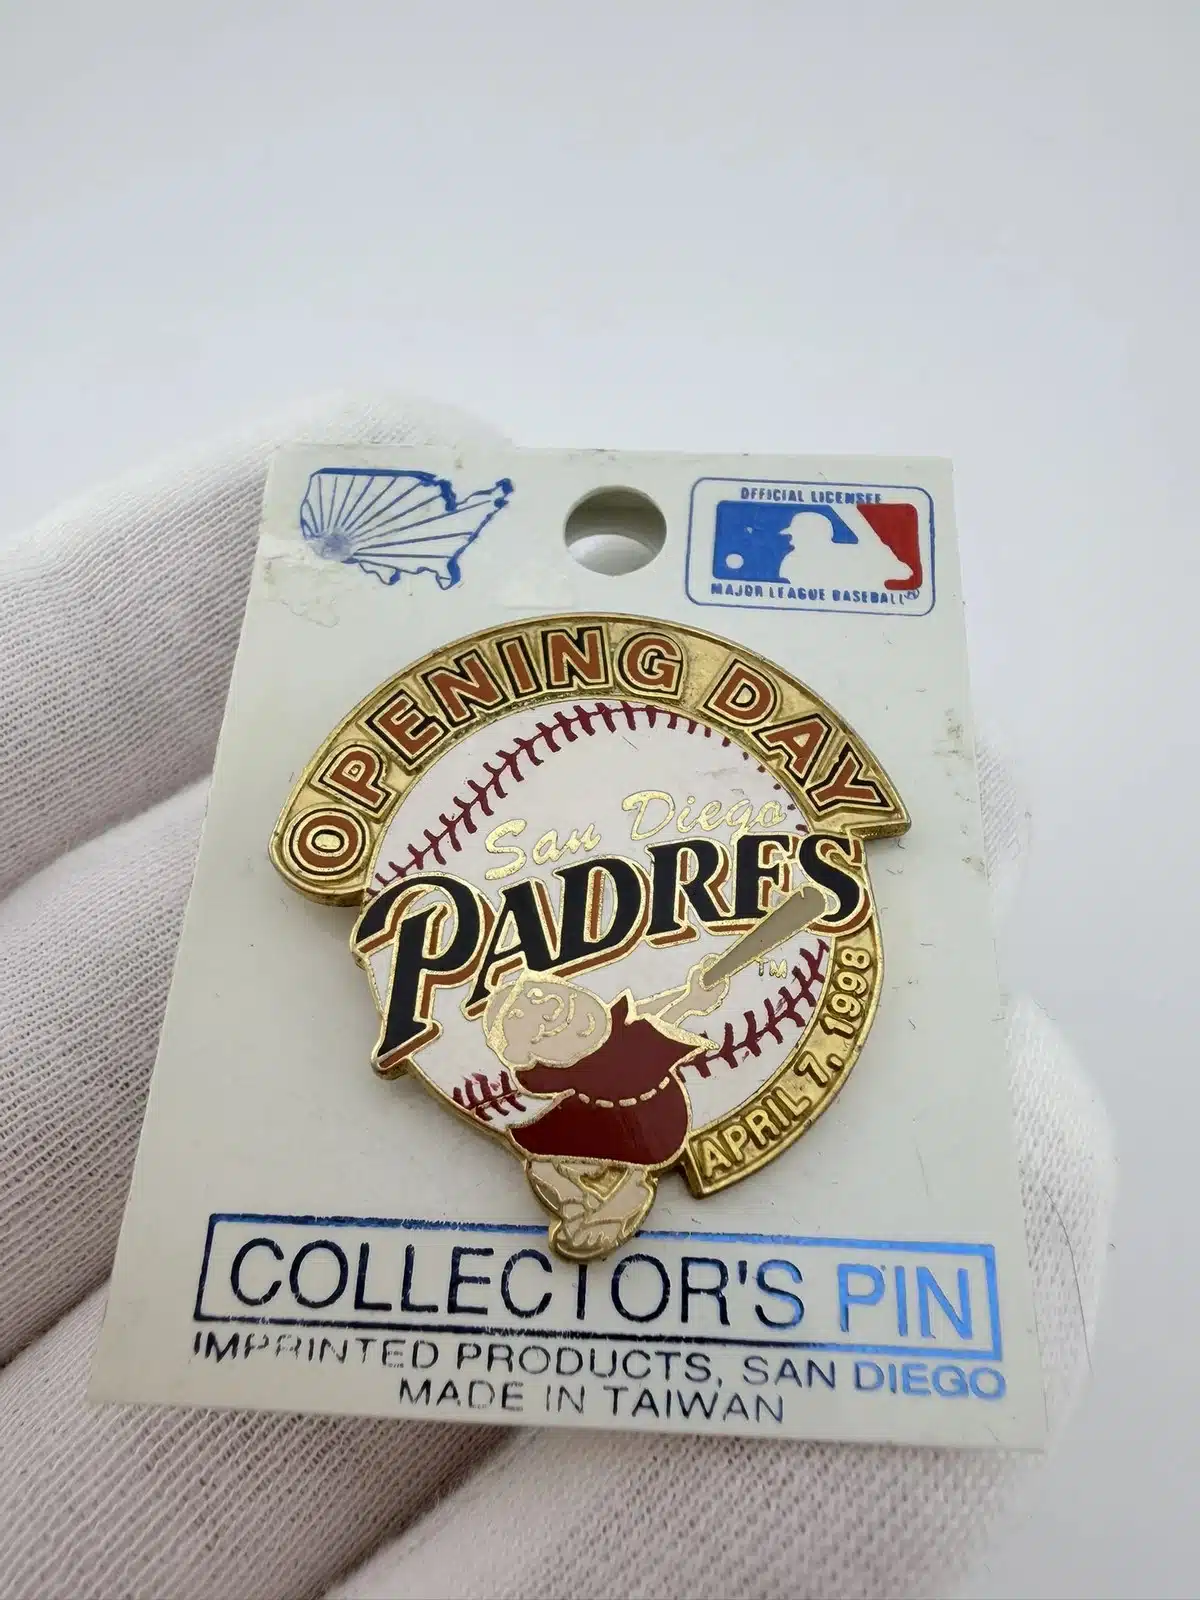 OFFICIAL LICENSEE
MAJOR LEAGUE BASEBALL®
OPENING DAY
San Diego
PADRES
TM
APRIL 7, 1998
COLLECTOR'S PIN
IMPRINTED PRODUCTS, SAN DIEGO
MADE IN TAIWAN